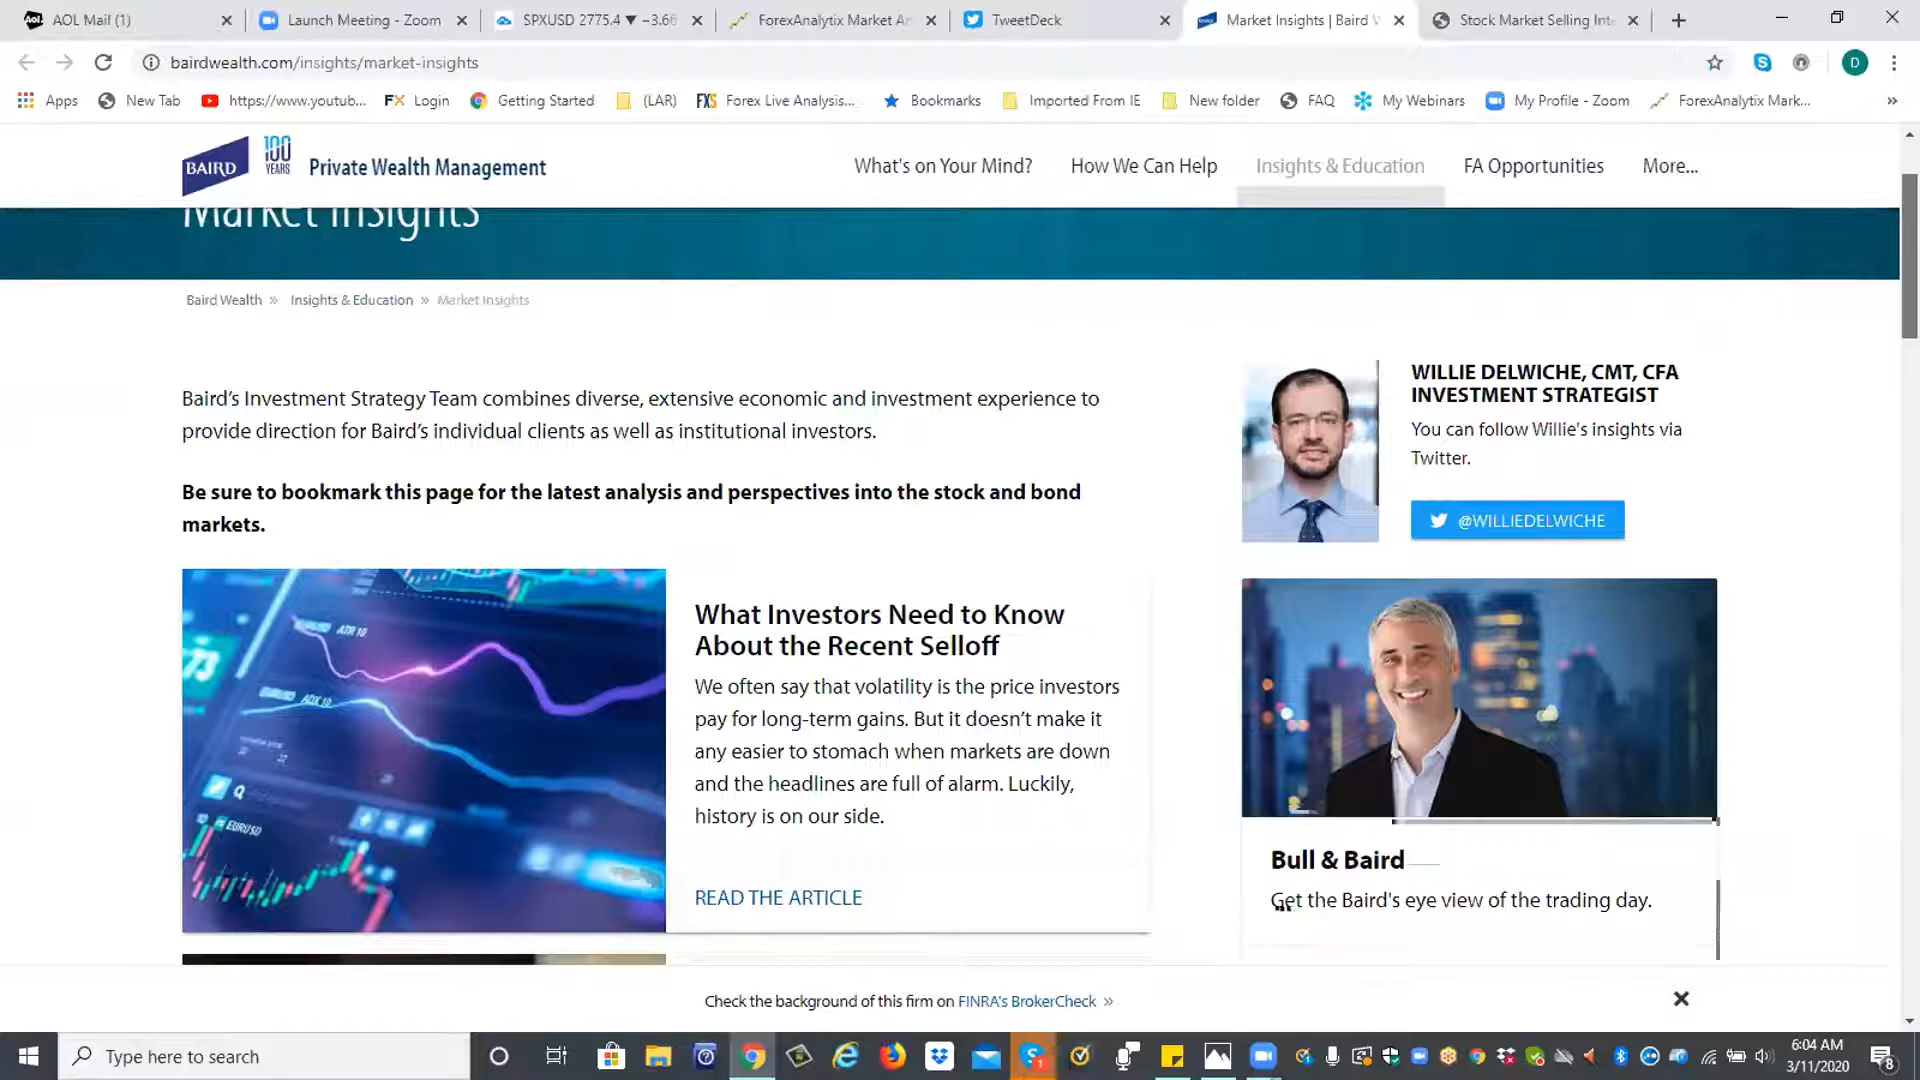 AOL Mail (1)
Launch Meeting - Zoom
SPXUSD 2775.4 ▼ −3.66
ForexAnalytix Market An
TweetDeck
Market Insights | Baird W
Stock Market Selling Inte
bairdwealth.com/insights/market-insights
D
Apps
New Tab
https://www.youtub...
FX Login
Getting Started
(LAR)
FXS Forex Live Analysis...
Bookmarks
Imported From IE
New folder
FAQ
My Webinars
My Profile - Zoom
ForexAnalytix Mark...
»
BAIRD
100 YEARS
Private Wealth Management
What's on Your Mind?
How We Can Help
Insights & Education
FA Opportunities
More...
Market Insights
Baird Wealth » Insights & Education » Market Insights
Baird's Investment Strategy Team combines diverse, extensive economic and investment experience to
provide direction for Baird's individual clients as well as institutional investors.
Be sure to bookmark this page for the latest analysis and perspectives into the stock and bond
markets.
WILLIE DELWICHE, CMT, CFA
INVESTMENT STRATEGIST
You can follow Willie's insights via
Twitter.
@WILLIEDELWICHE
ATR 10
ADX 10
EURUSD
What Investors Need to Know
About the Recent Selloff
We often say that volatility is the price investors
pay for long-term gains. But it doesn't make it
any easier to stomach when markets are down
and the headlines are full of alarm. Luckily,
history is on our side.
READ THE ARTICLE
Bull & Baird
Get the Baird's eye view of the trading day.
Check the background of this firm on FINRA's BrokerCheck »
Type here to search
6:04 AM
3/11/2020
8